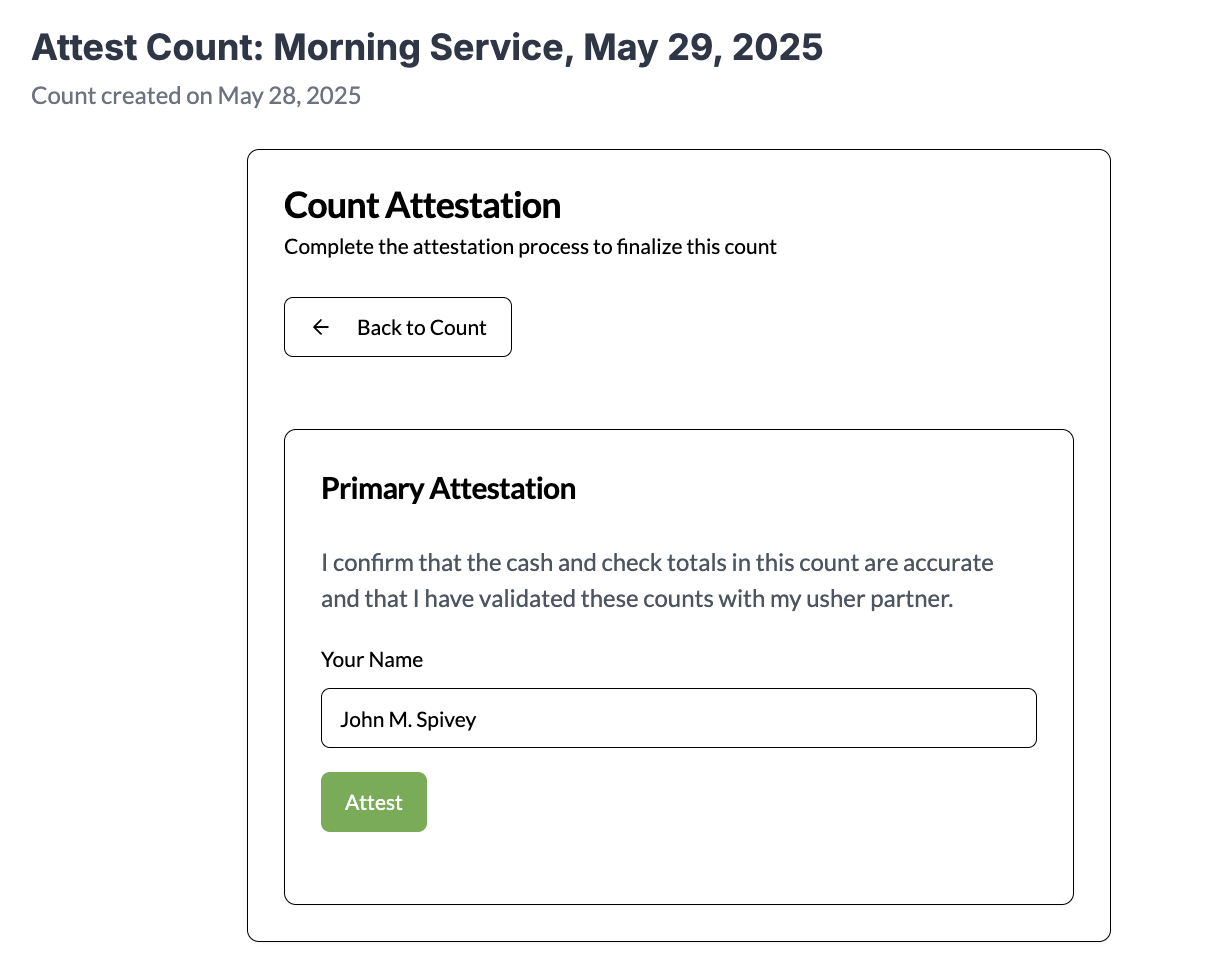 Attest Count: Morning Service, May 29, 2025
Count created on May 28, 2025
Count Attestation
Complete the attestation process to finalize this count
← Back to Count
Primary Attestation
I confirm that the cash and check totals in this count are accurate
and that I have validated these counts with my usher partner.
Your Name
John M. Spivey
Attest